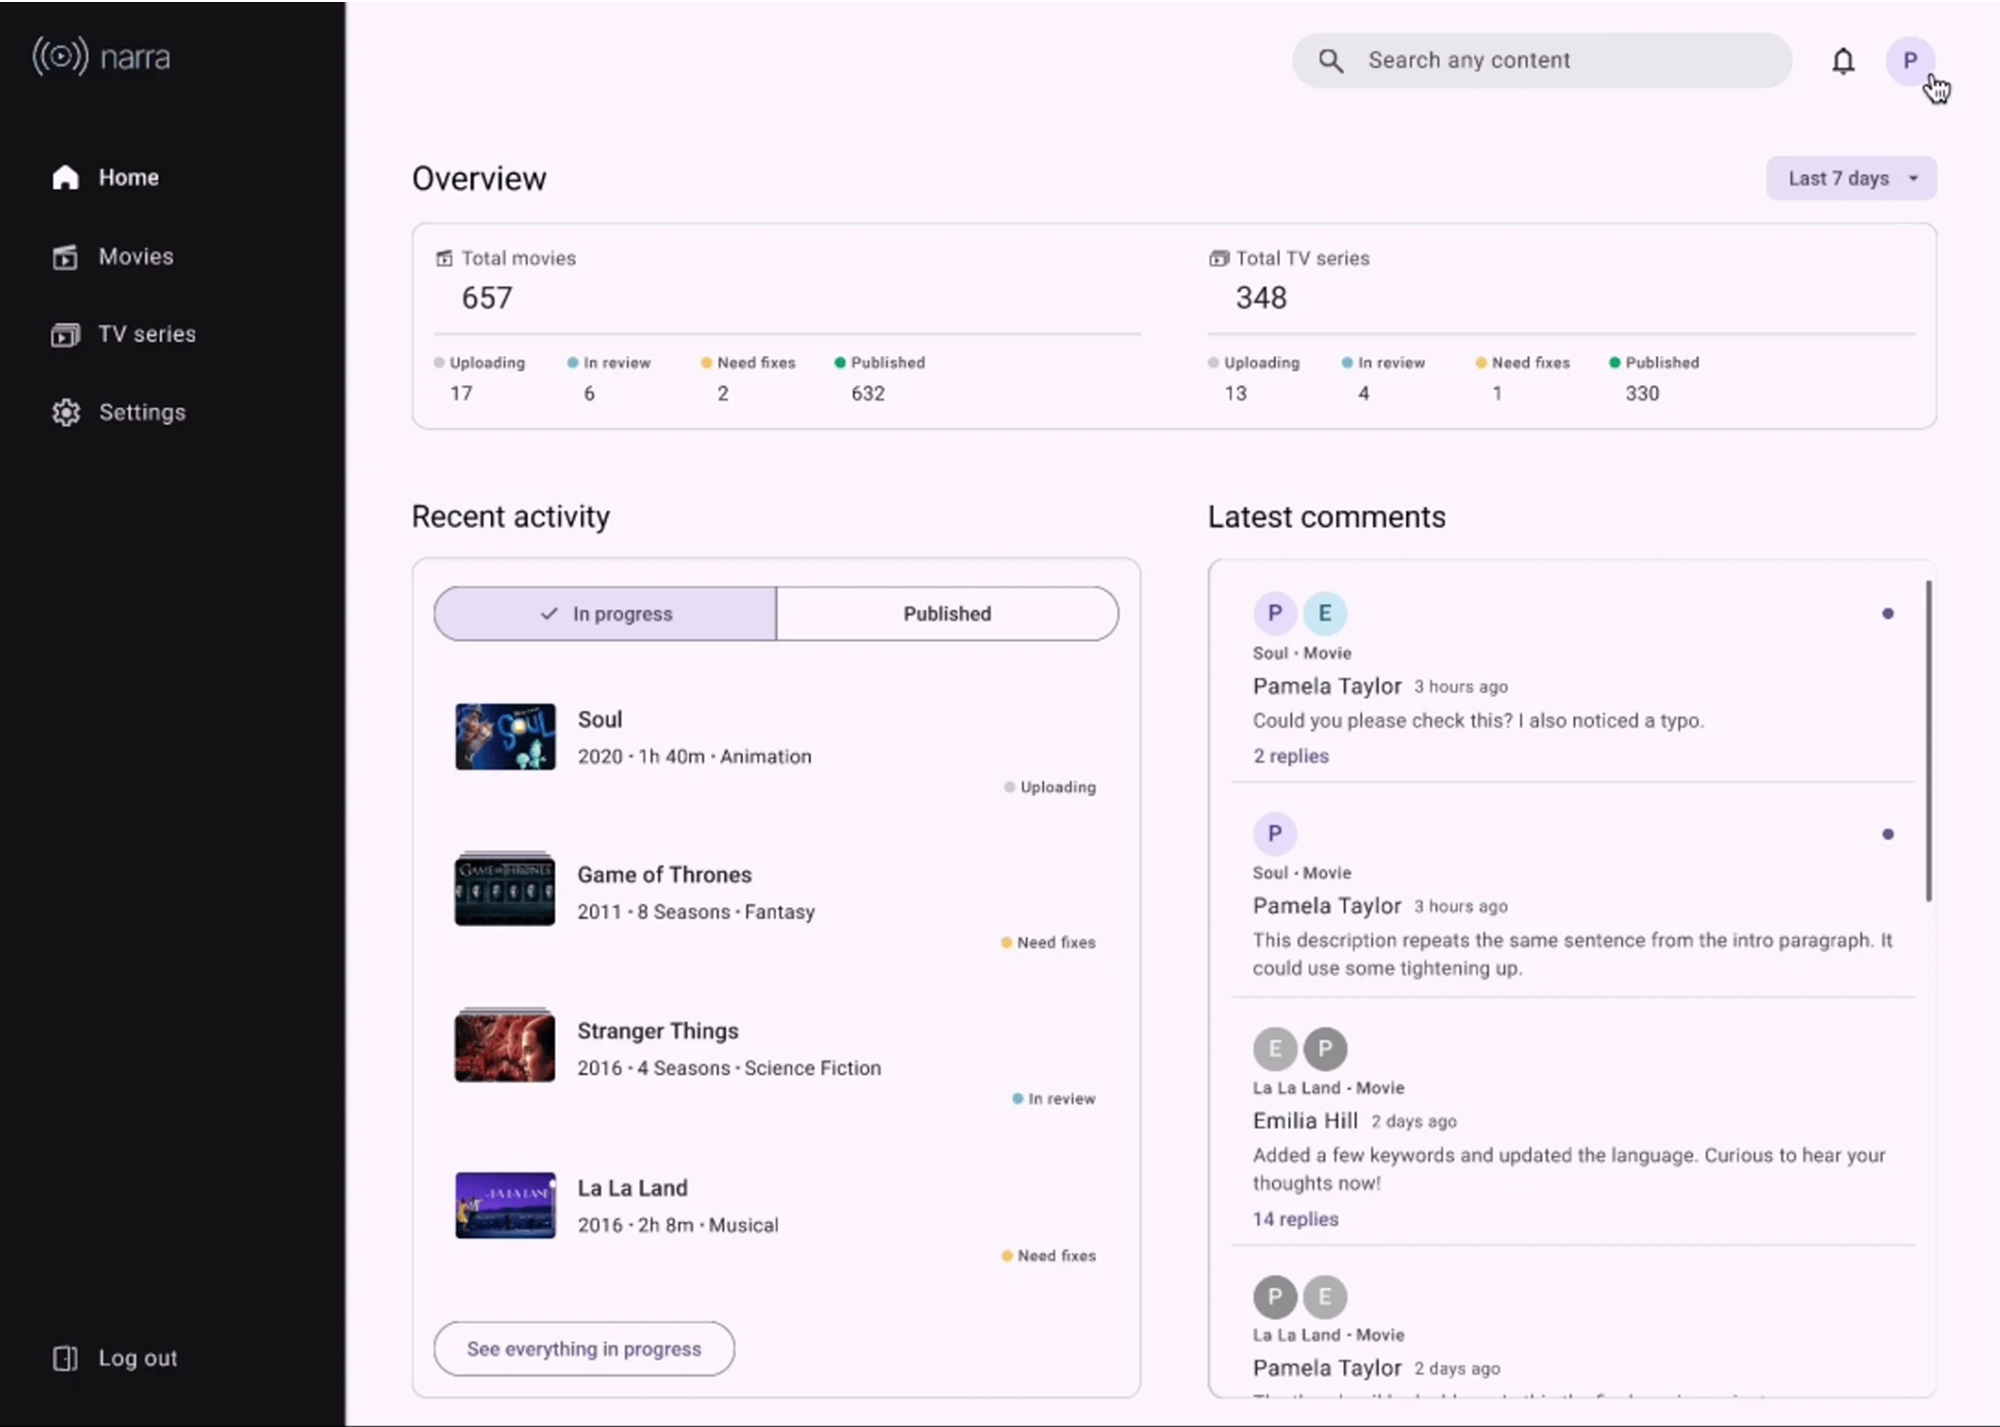 narra
Search any content
P
Home
Movies
TV series
Settings
Log out
Overview
Last 7 days
Total movies
657
Uploading
17
In review
6
Need fixes
2
Published
632
Total TV series
348
Uploading
13
In review
4
Need fixes
1
Published
330
Recent activity
In progress
Published
SOUL
Soul
2020 · 1h 40m · Animation
Uploading
GAME OF THRONES
Game of Thrones
2011 · 8 Seasons · Fantasy
Need fixes
Stranger Things
2016 · 4 Seasons · Science Fiction
In review
LA LA LAND
La La Land
2016 · 2h 8m · Musical
Need fixes
See everything in progress
Latest comments
P E
Soul · Movie
Pamela Taylor 3 hours ago
Could you please check this? I also noticed a typo.
2 replies
P
Soul · Movie
Pamela Taylor 3 hours ago
This description repeats the same sentence from the intro paragraph. It
could use some tightening up.
E P
La La Land · Movie
Emilia Hill 2 days ago
Added a few keywords and updated the language. Curious to hear your
thoughts now!
14 replies
P E
La La Land · Movie
Pamela Taylor 2 days ago